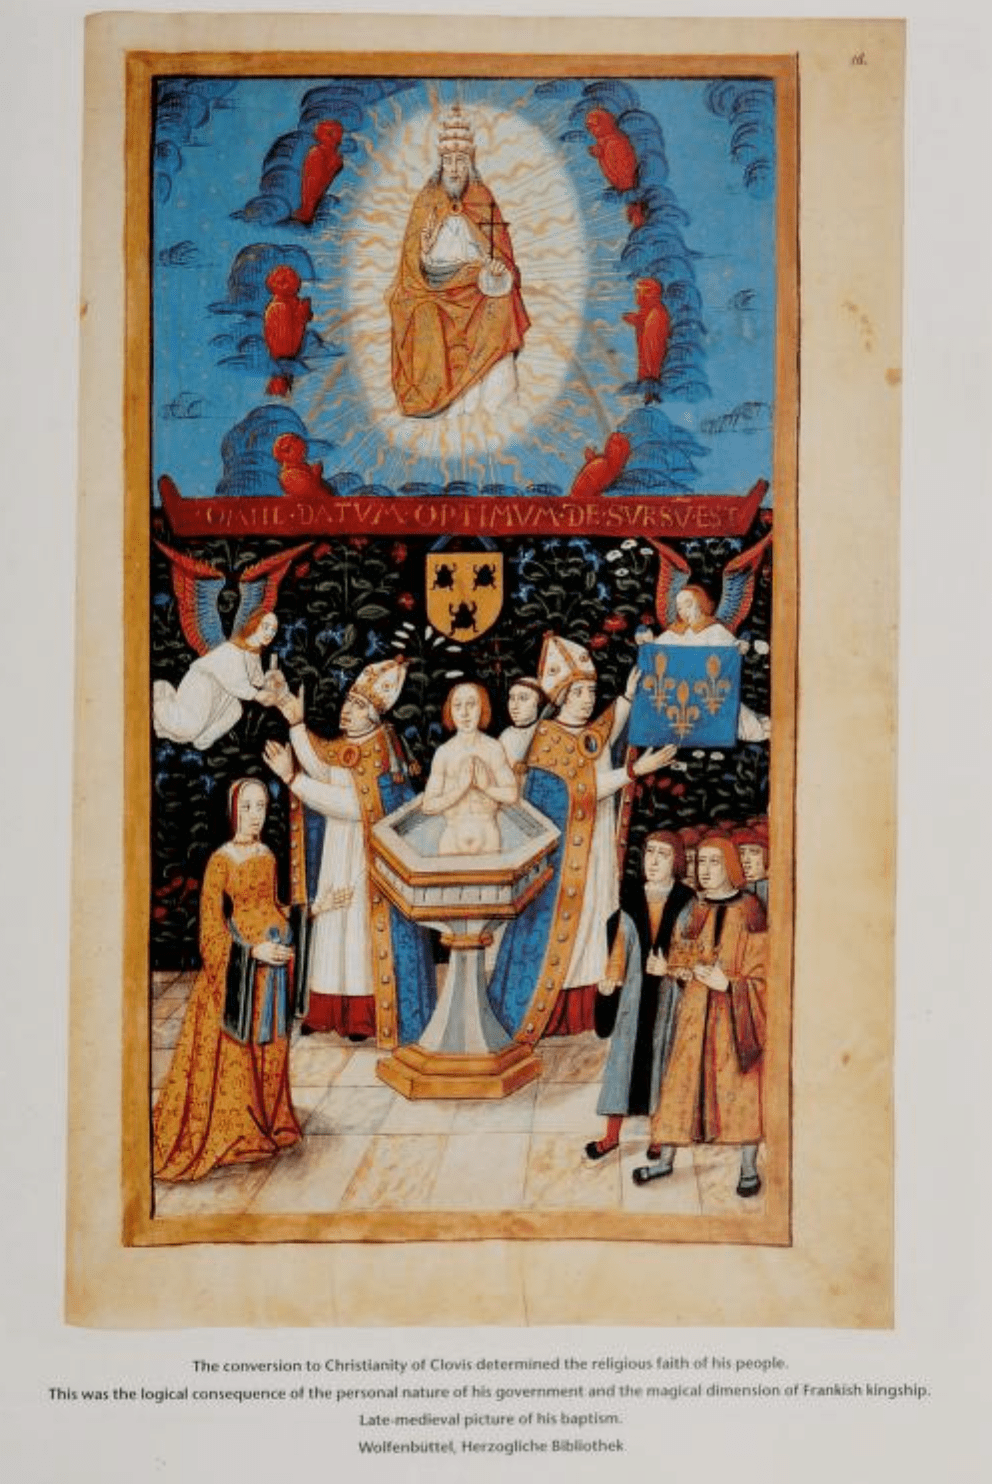 18.
OMNE·DATVM·OPTIMVM·DE·SVRSV̄·EST
The conversion to Christianity of Clovis determined the religious faith of his people.
This was the logical consequence of the personal nature of his government and the magical dimension of Frankish kingship.
Late-medieval picture of his baptism.
Wolfenbüttel, Herzogliche Bibliothek.